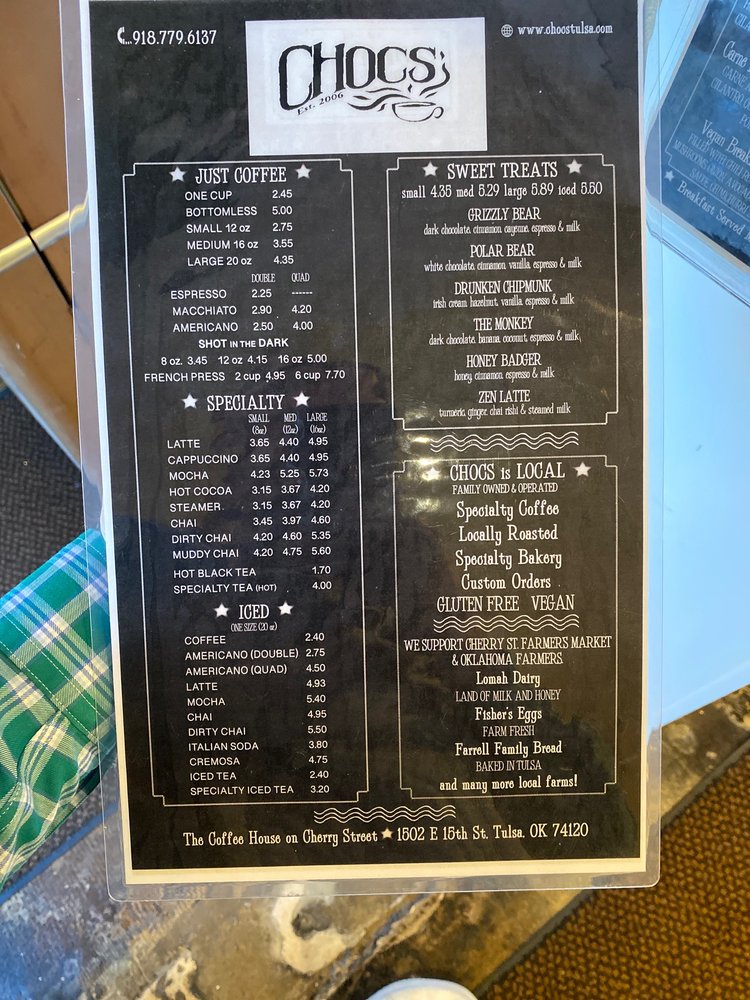 918.779.6137
www.chocstulsa.com
CHOCS
Est. 2006
JUST COFFEE
ONE CUP 2.45
BOTTOMLESS 5.00
SMALL 12 oz 2.75
MEDIUM 16 oz 3.55
LARGE 20 oz 4.35
DOUBLE QUAD
ESPRESSO 2.25 ------
MACCHIATO 2.90 4.20
AMERICANO 2.50 4.00
SHOT IN THE DARK
8 oz. 3.45 12 oz 4.15 16 oz 5.00
FRENCH PRESS 2 cup 4.95 6 cup 7.70
SPECIALTY
SMALL MED LARGE
(8oz) (12oz) (16oz)
LATTE 3.65 4.40 4.95
CAPPUCCINO 3.65 4.40 4.95
MOCHA 4.23 5.25 5.73
HOT COCOA 3.15 3.67 4.20
STEAMER 3.15 3.67 4.20
CHAI 3.45 3.97 4.60
DIRTY CHAI 4.20 4.60 5.35
MUDDY CHAI 4.20 4.75 5.60
HOT BLACK TEA 1.70
SPECIALTY TEA (HOT) 4.00
ICED
ONE SIZE (20 oz)
COFFEE 2.40
AMERICANO (DOUBLE) 2.75
AMERICANO (QUAD) 4.50
LATTE 4.93
MOCHA 5.40
CHAI 4.95
DIRTY CHAI 5.50
ITALIAN SODA 3.80
CREMOSA 4.75
ICED TEA 2.40
SPECIALTY ICED TEA 3.20
SWEET TREATS
small 4.35 med 5.29 large 5.89 iced 5.50
GRIZZLY BEAR
dark chocolate, cinnamon, cayenne, espresso & milk
POLAR BEAR
white chocolate, cinnamon, vanilla, espresso & milk
DRUNKEN CHIPMUNK
irish cream, hazelnut, vanilla, espresso & milk
THE MONKEY
dark chocolate, banana, coconut, espresso & milk
HONEY BADGER
honey, cinnamon, espresso & milk
ZEN LATTE
turmeric, ginger, chai, rishi & steamed milk
CHOCS is LOCAL
FAMILY OWNED & OPERATED
Specialty Coffee
Locally Roasted
Specialty Bakery
Custom Orders
GLUTEN FREE VEGAN
WE SUPPORT CHERRY ST. FARMER'S MARKET
& OKLAHOMA FARMERS.
Lomah Dairy
LAND OF MILK AND HONEY
Fisher's Eggs
FARM FRESH
Farrell Family Bread
BAKED IN TULSA
and many more local farms!
The Coffee House on Cherry Street 1502 E 15th St. Tulsa, OK 74120
Carne
CILANTRO
Vegan Brea
FILLED WITH
MUSHROOMS
Breakfast Served